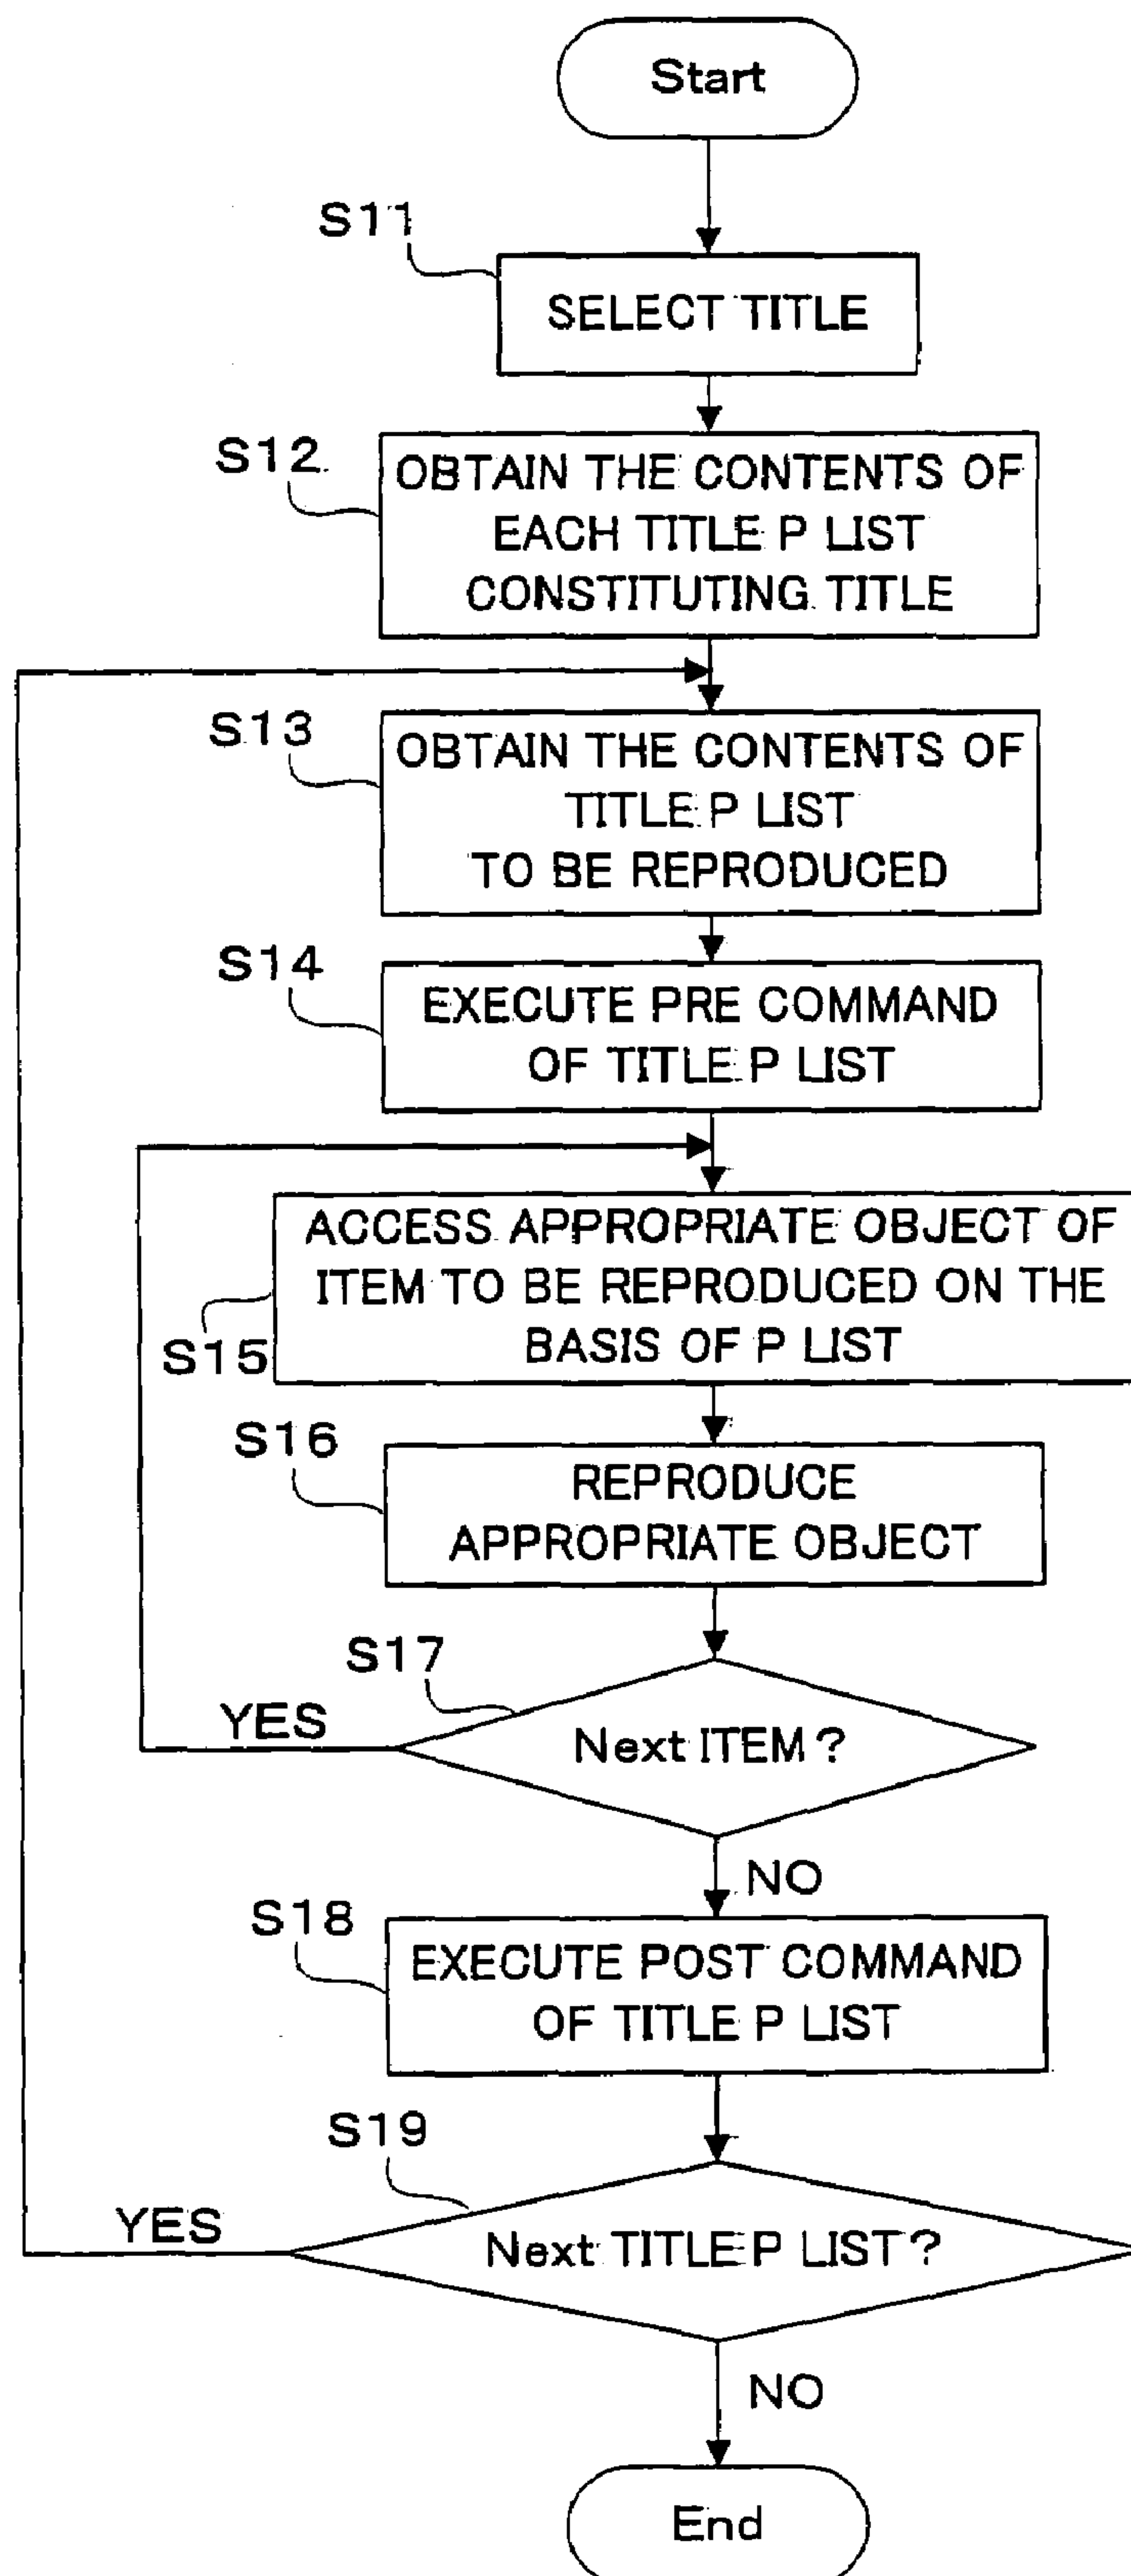 Start
S11
SELECT TITLE
S12
OBTAIN THE CONTENTS OF
EACH TITLE P LIST
CONSTITUTING TITLE
S13
OBTAIN THE CONTENTS OF
TITLE P LIST
TO BE REPRODUCED
S14
EXECUTE PRE COMMAND
OF TITLE P LIST
ACCESS APPROPRIATE OBJECT OF
ITEM TO BE REPRODUCED ON THE
BASIS OF P LIST
S15
S16
REPRODUCE
APPROPRIATE OBJECT
S17
YES
Next ITEM ?
NO
S18
EXECUTE POST COMMAND
OF TITLE P LIST
S19
YES
Next TITLE P LIST ?
NO
End